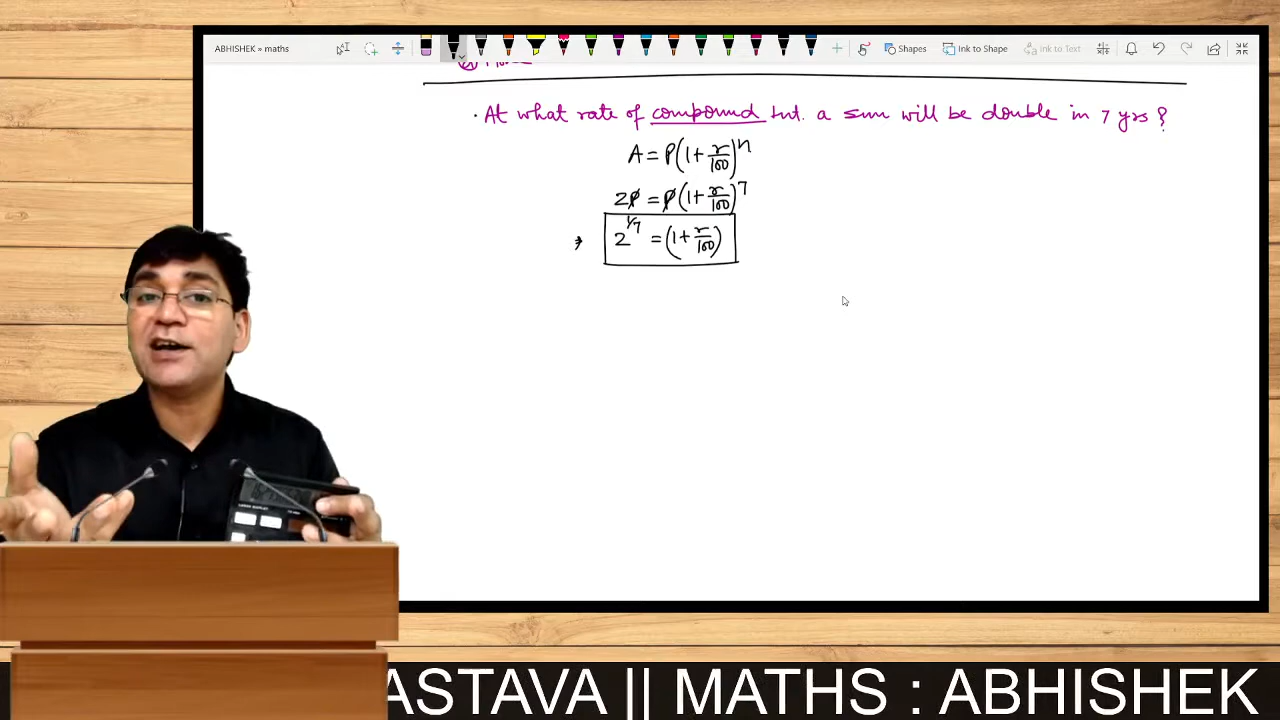 ABHISHEK » maths
Shapes
Ink to Shape
Ink to Text
· At what rate of compound Int. a sum will be double in 7 yrs ?
A = P(1 + r/100)^n
2P = P(1 + r/100)^7
⇒ 2^1/7 = (1 + r/100)
ASTAVA || MATHS : ABHISHEK